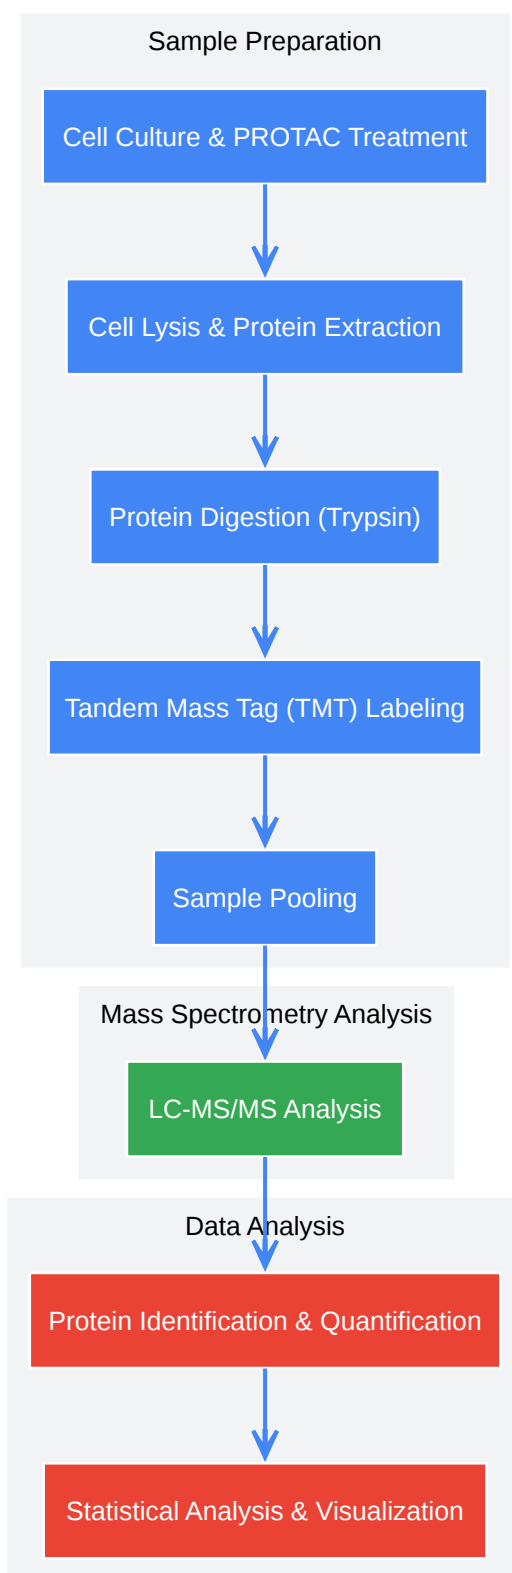 Sample Preparation
Cell Culture & PROTAC Treatment
Cell Lysis & Protein Extraction
Protein Digestion (Trypsin)
Tandem Mass Tag (TMT) Labeling
Sample Pooling
Mass Spectrometry Analysis
LC-MS/MS Analysis
Data Analysis
Protein Identification & Quantification
Statistical Analysis & Visualization